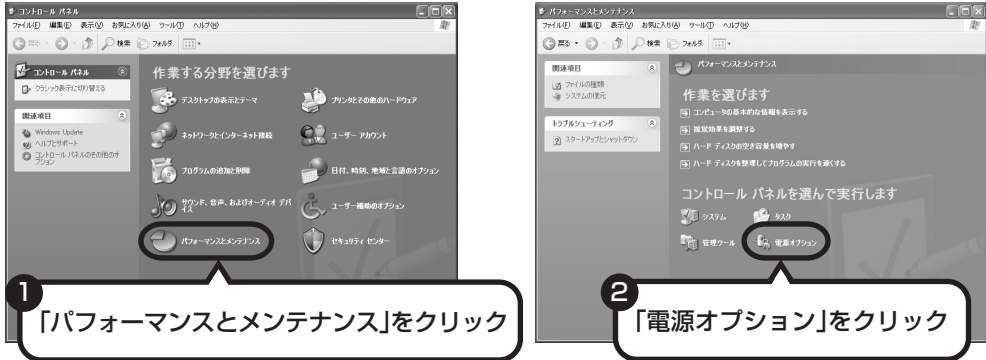 コントロール パネル
ファイル(F) 編集(E) 表示(V) お気に入り(A) ツール(T) ヘルプ(H)
戻る 検索 フォルダ
コントロール パネル
クラシック表示に切り替える
関連項目
Windows Update
ヘルプとサポート
コントロール パネルのその他のオプション
作業する分野を選びます
デスクトップの表示とテーマ
プリンタとその他のハードウェア
ネットワークとインターネット接続
ユーザー アカウント
プログラムの追加と削除
日付、時刻、地域と言語のオプション
サウンド、音声、およびオーディオ デバイス
ユーザー補助のオプション
パフォーマンスとメンテナンス
セキュリティ センター
1
「パフォーマンスとメンテナンス」をクリック
パフォーマンスとメンテナンス
ファイル(F) 編集(E) 表示(V) お気に入り(A) ツール(T) ヘルプ(H)
戻る 検索 フォルダ
関連項目
ファイルの種類
システムの復元
トラブルシューティング
スタートアップとシャットダウン
パフォーマンスとメンテナンス
作業を選びます
コンピュータの基本的な情報を表示する
視覚効果を調整する
ハード ディスクの空き容量を増やす
ハード ディスクを整理してプログラムの実行を速くする
コントロール パネルを選んで実行します
システム
タスク
管理ツール
電源オプション
2
「電源オプション」をクリック